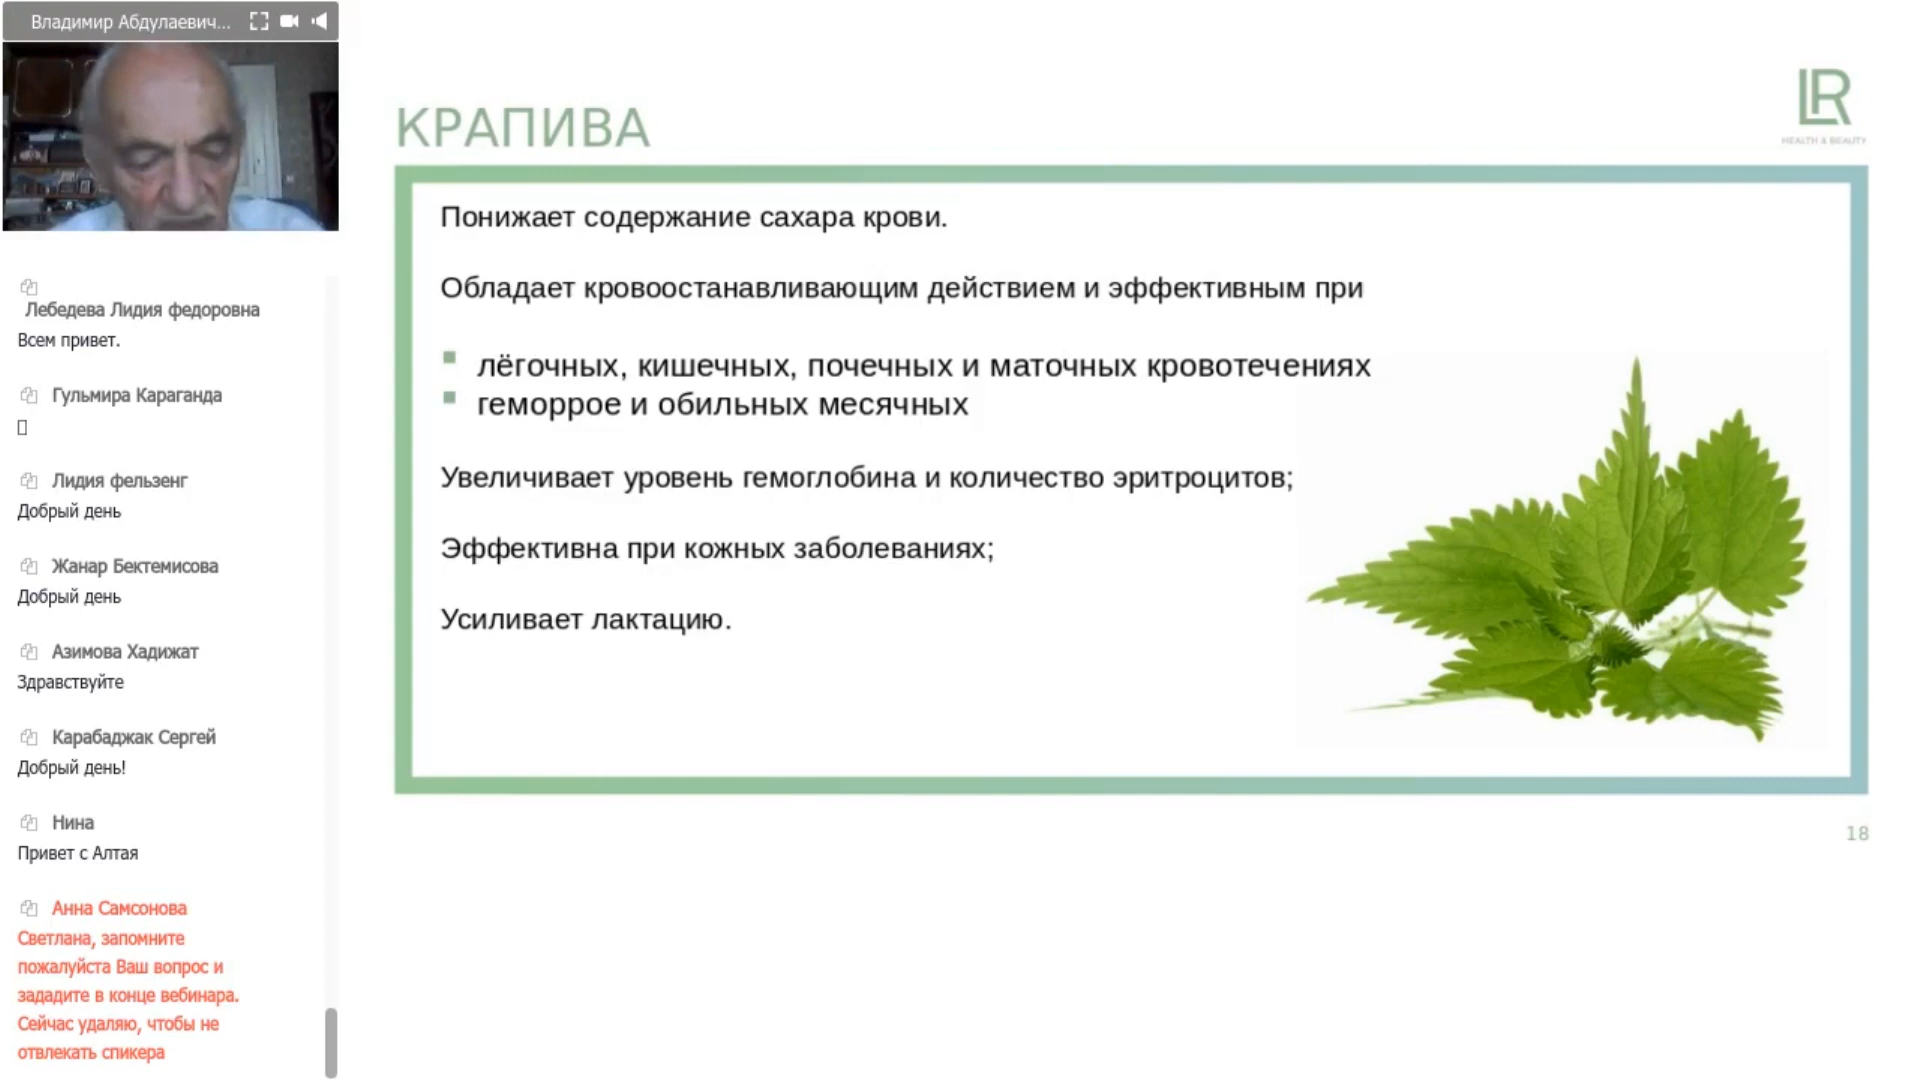 Владимир Абдулаевич...
Лебедева Лидия федоровна
Всем привет.
Гульмира Караганда
Лидия фельзенг
Добрый день
Жанар Бектемисова
Добрый день
Азимова Хадижат
Здравствуйте
Карабаджак Сергей
Добрый день!
Нина
Привет с Алтая
Анна Самсонова
Светлана, запомните
пожалуйста Ваш вопрос и
зададите в конце вебинара.
Сейчас удаляю, чтобы не
отвлекать спикера
КРАПИВА
LR
HEALTH & BEAUTY
Понижает содержание сахара крови.
Обладает кровоостанавливающим действием и эффективным при
лёгочных, кишечных, почечных и маточных кровотечениях
геморрое и обильных месячных
Увеличивает уровень гемоглобина и количество эритроцитов;
Эффективна при кожных заболеваниях;
Усиливает лактацию.
18